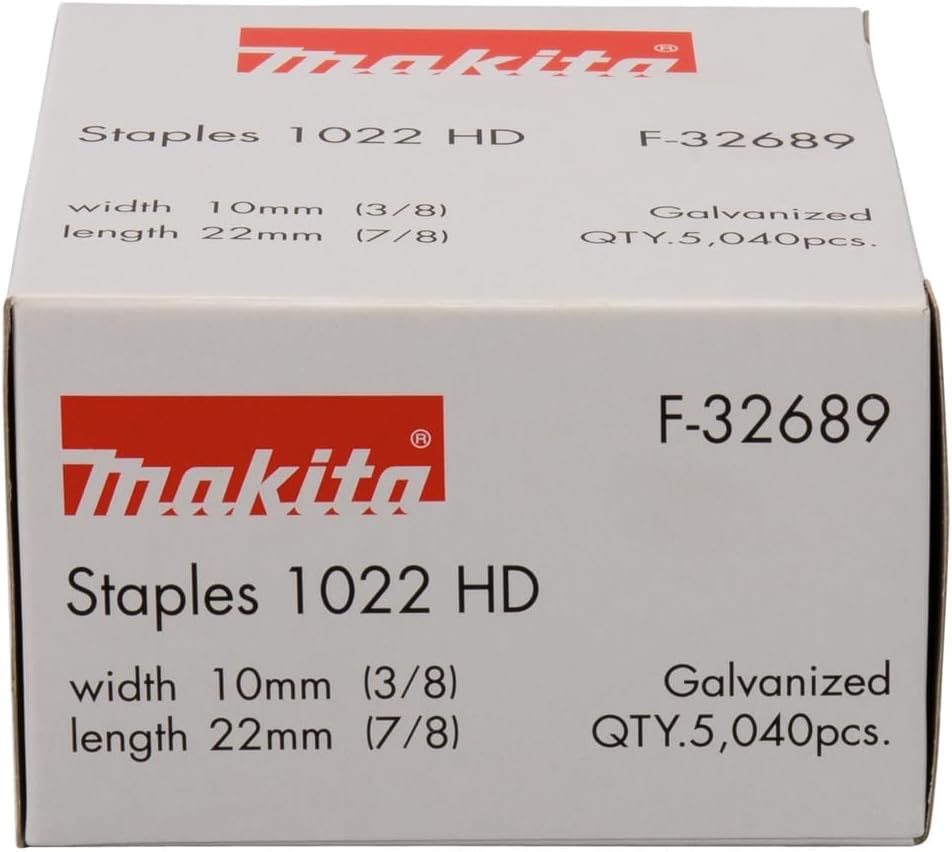 makita®
Staples 1022 HD F-32689
width 10mm (3/8) Galvanized
length 22mm (7/8) QTY.5,040pcs.
makita®
F-32689
Staples 1022 HD
width 10mm (3/8) Galvanized
length 22mm (7/8) QTY.5,040pcs.